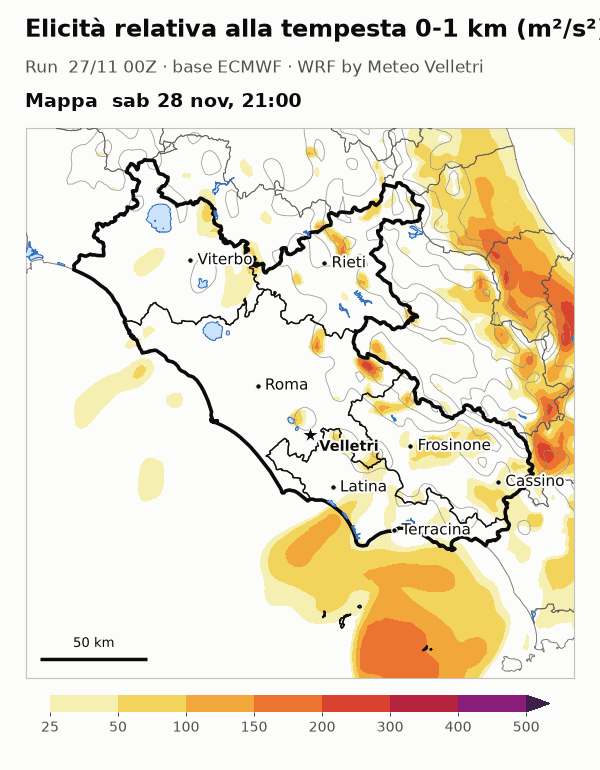 Elicità relativa alla tempesta 0-1 km (m²/s²)
Run 27/11 00Z · base ECMWF · WRF by Meteo Velletri
Mappa sab 28 nov, 21:00
Viterbo
Rieti
Roma
Velletri
Frosinone
Latina
Cassino
Terracina
50 km
25 50 100 150 200 300 400 500